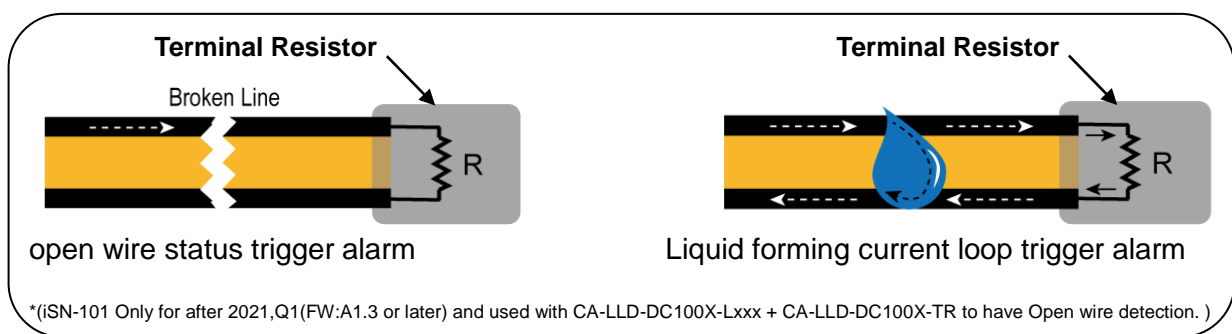 Terminal Resistor
Broken Line
R
open wire status trigger alarm
Terminal Resistor
R
Liquid forming current loop trigger alarm
*(iSN-101 Only for after 2021,Q1(FW:A1.3 or later) and used with CA-LLD-DC100X-Lxxx + CA-LLD-DC100X-TR to have Open wire detection. )